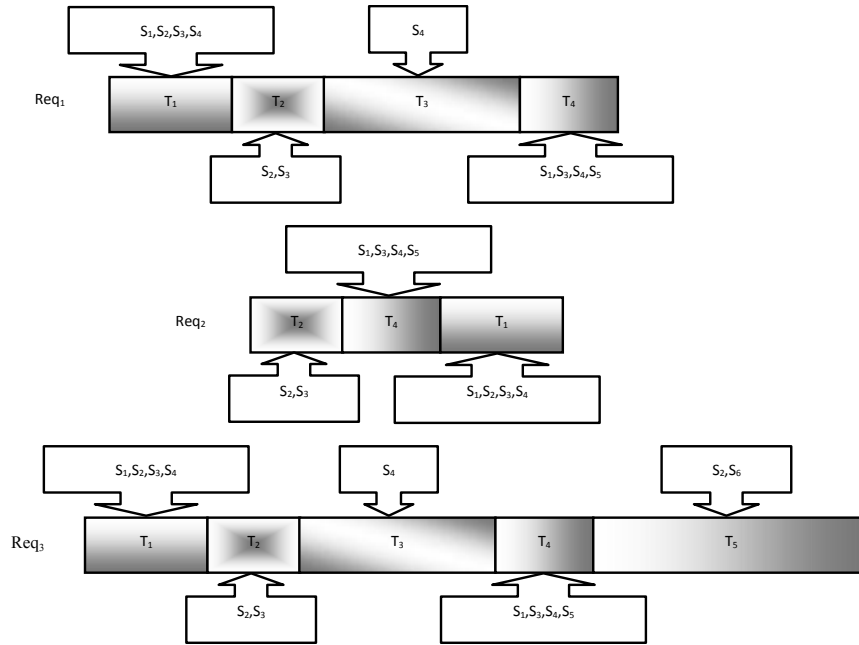 S₁,S₂,S₃,S₄
S₄
Req₁
T₁
T₂
T₃
T₄
S₂,S₃
S₁,S₃,S₄,S₅
S₁,S₃,S₄,S₅
Req₂
T₂
T₄
T₁
S₂,S₃
S₁,S₂,S₃,S₄
S₁,S₂,S₃,S₄
S₄
S₂,S₆
Req₃
T₁
T₂
T₃
T₄
T₅
S₂,S₃
S₁,S₃,S₄,S₅